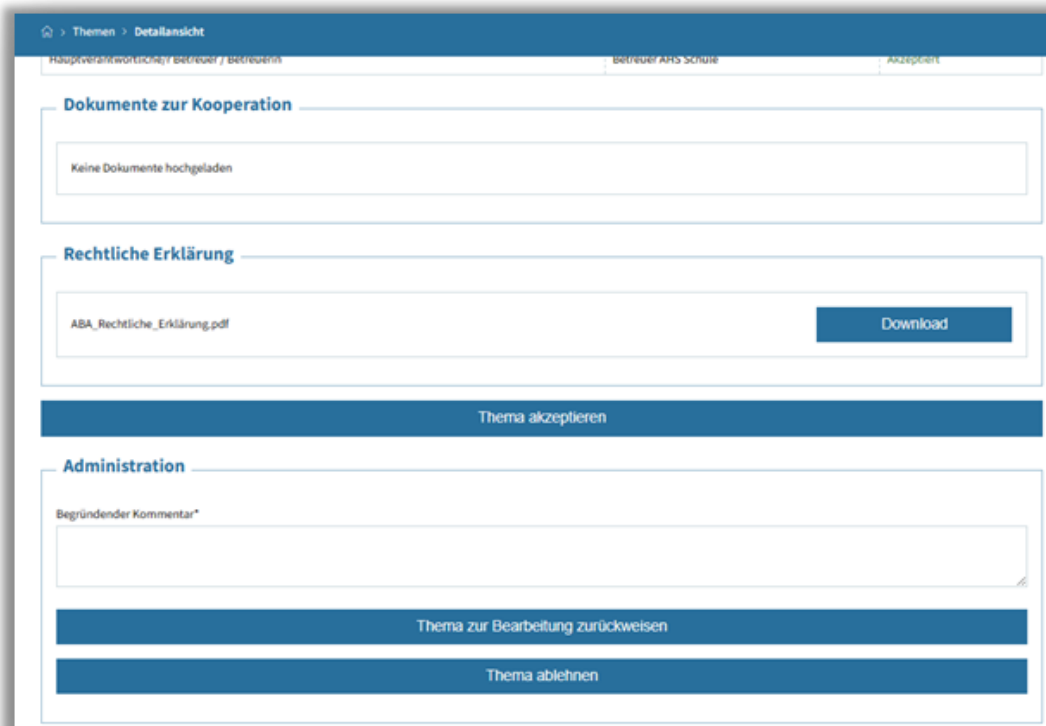 Themen > Detailansicht
Hauptverantwortliche/r Betreuer / Betreuerin Betreuer AHS Schule Akzeptiert
Dokumente zur Kooperation
Keine Dokumente hochgeladen
Rechtliche Erklärung
ABA_Rechtliche_Erklärung.pdf Download
Thema akzeptieren
Administration
Begründender Kommentar*
Thema zur Bearbeitung zurückweisen
Thema ablehnen